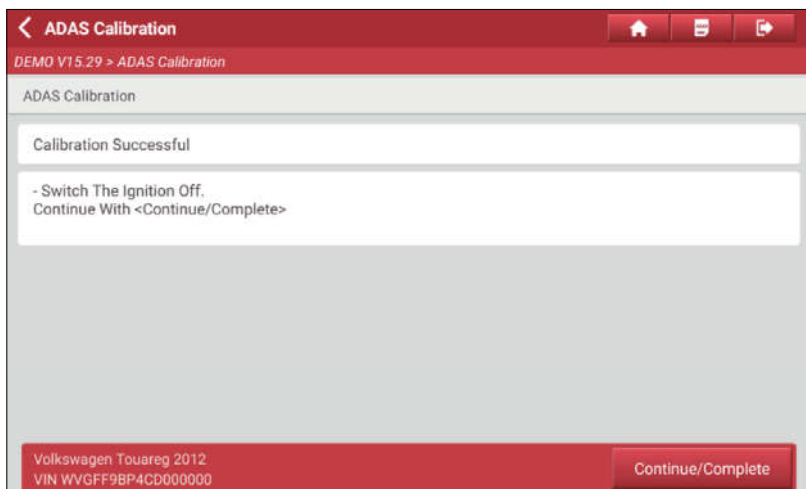 ADAS Calibration
DEMO V15.29 > ADAS Calibration
ADAS Calibration
Calibration Successful
- Switch The Ignition Off.
Continue With <Continue/Complete>
Volkswagen Touareg 2012
VIN WVGFF9BP4CD000000
Continue/Complete